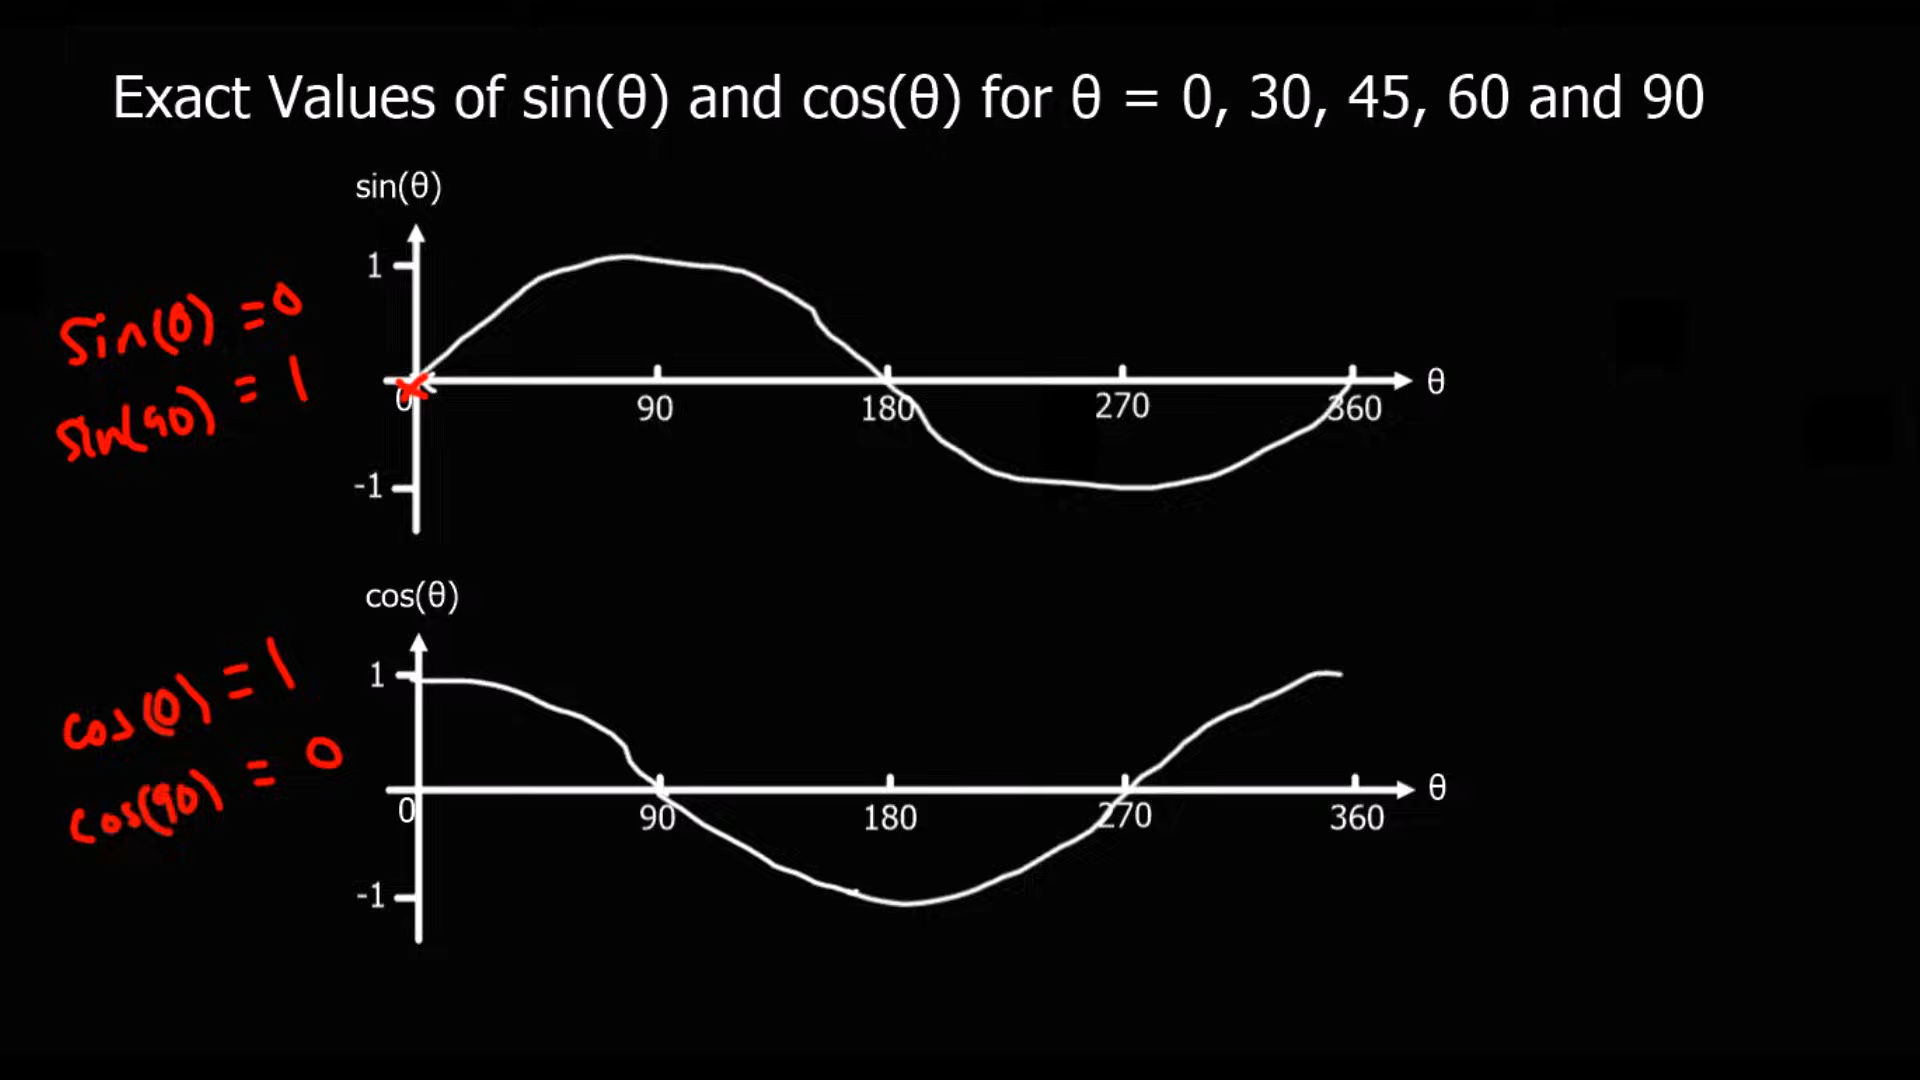 Exact Values of sin(θ) and cos(θ) for θ = 0, 30, 45, 60 and 90
sin(θ)
1
sin(0) = 0
sin(90) = 1
0 90 180 270 360 θ
-1
cos(θ)
1
cos(0) = 1
cos(90) = 0
0 90 180 270 360 θ
-1